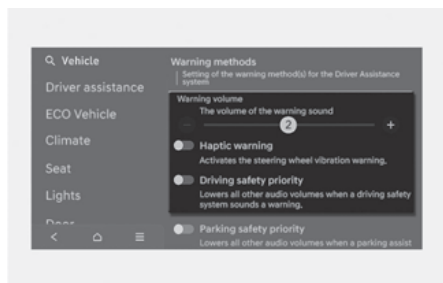 Vehicle
Driver assistance
ECO Vehicle
Climate
Seat
Lights
Warning methods
Setting of the warning method(s) for the Driver Assistance
system
Warning volume
The volume of the warning sound
2
Haptic warning
Activates the steering wheel vibration warning.
Driving safety priority
Lowers all other audio volumes when a driving safety
system sounds a warning.
Parking safety priority
Lowers all other audio volumes when a parking assist